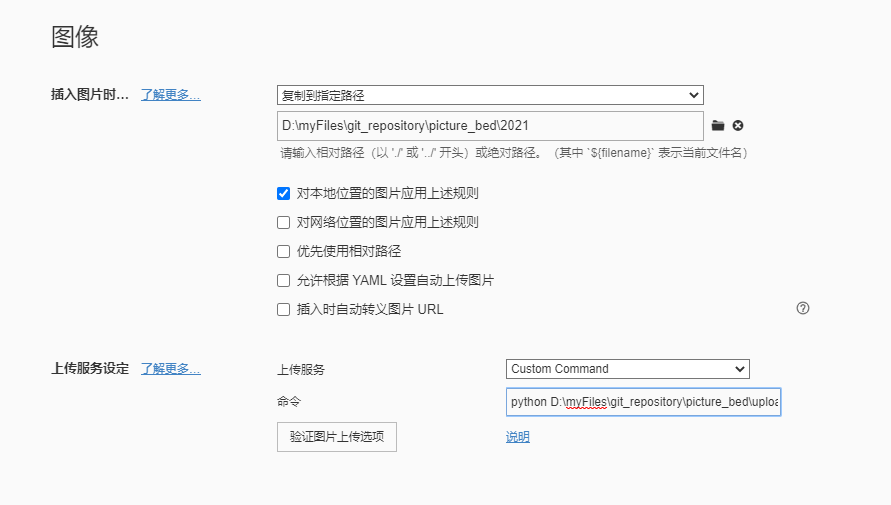 图像
插入图片时... 了解更多...
复制到指定路径
D:\myFiles\git_repository\picture_bed\2021
请输入相对路径（以 './' 或 '../' 开头）或绝对路径。（其中 `${filename}` 表示当前文件名）
对本地位置的图片应用上述规则
对网络位置的图片应用上述规则
优先使用相对路径
允许根据 YAML 设置自动上传图片
插入时自动转义图片 URL
上传服务设定 了解更多... 上传服务 Custom Command
命令 python D:\myFiles\git_repository\picture_bed\uploa
验证图片上传选项 说明